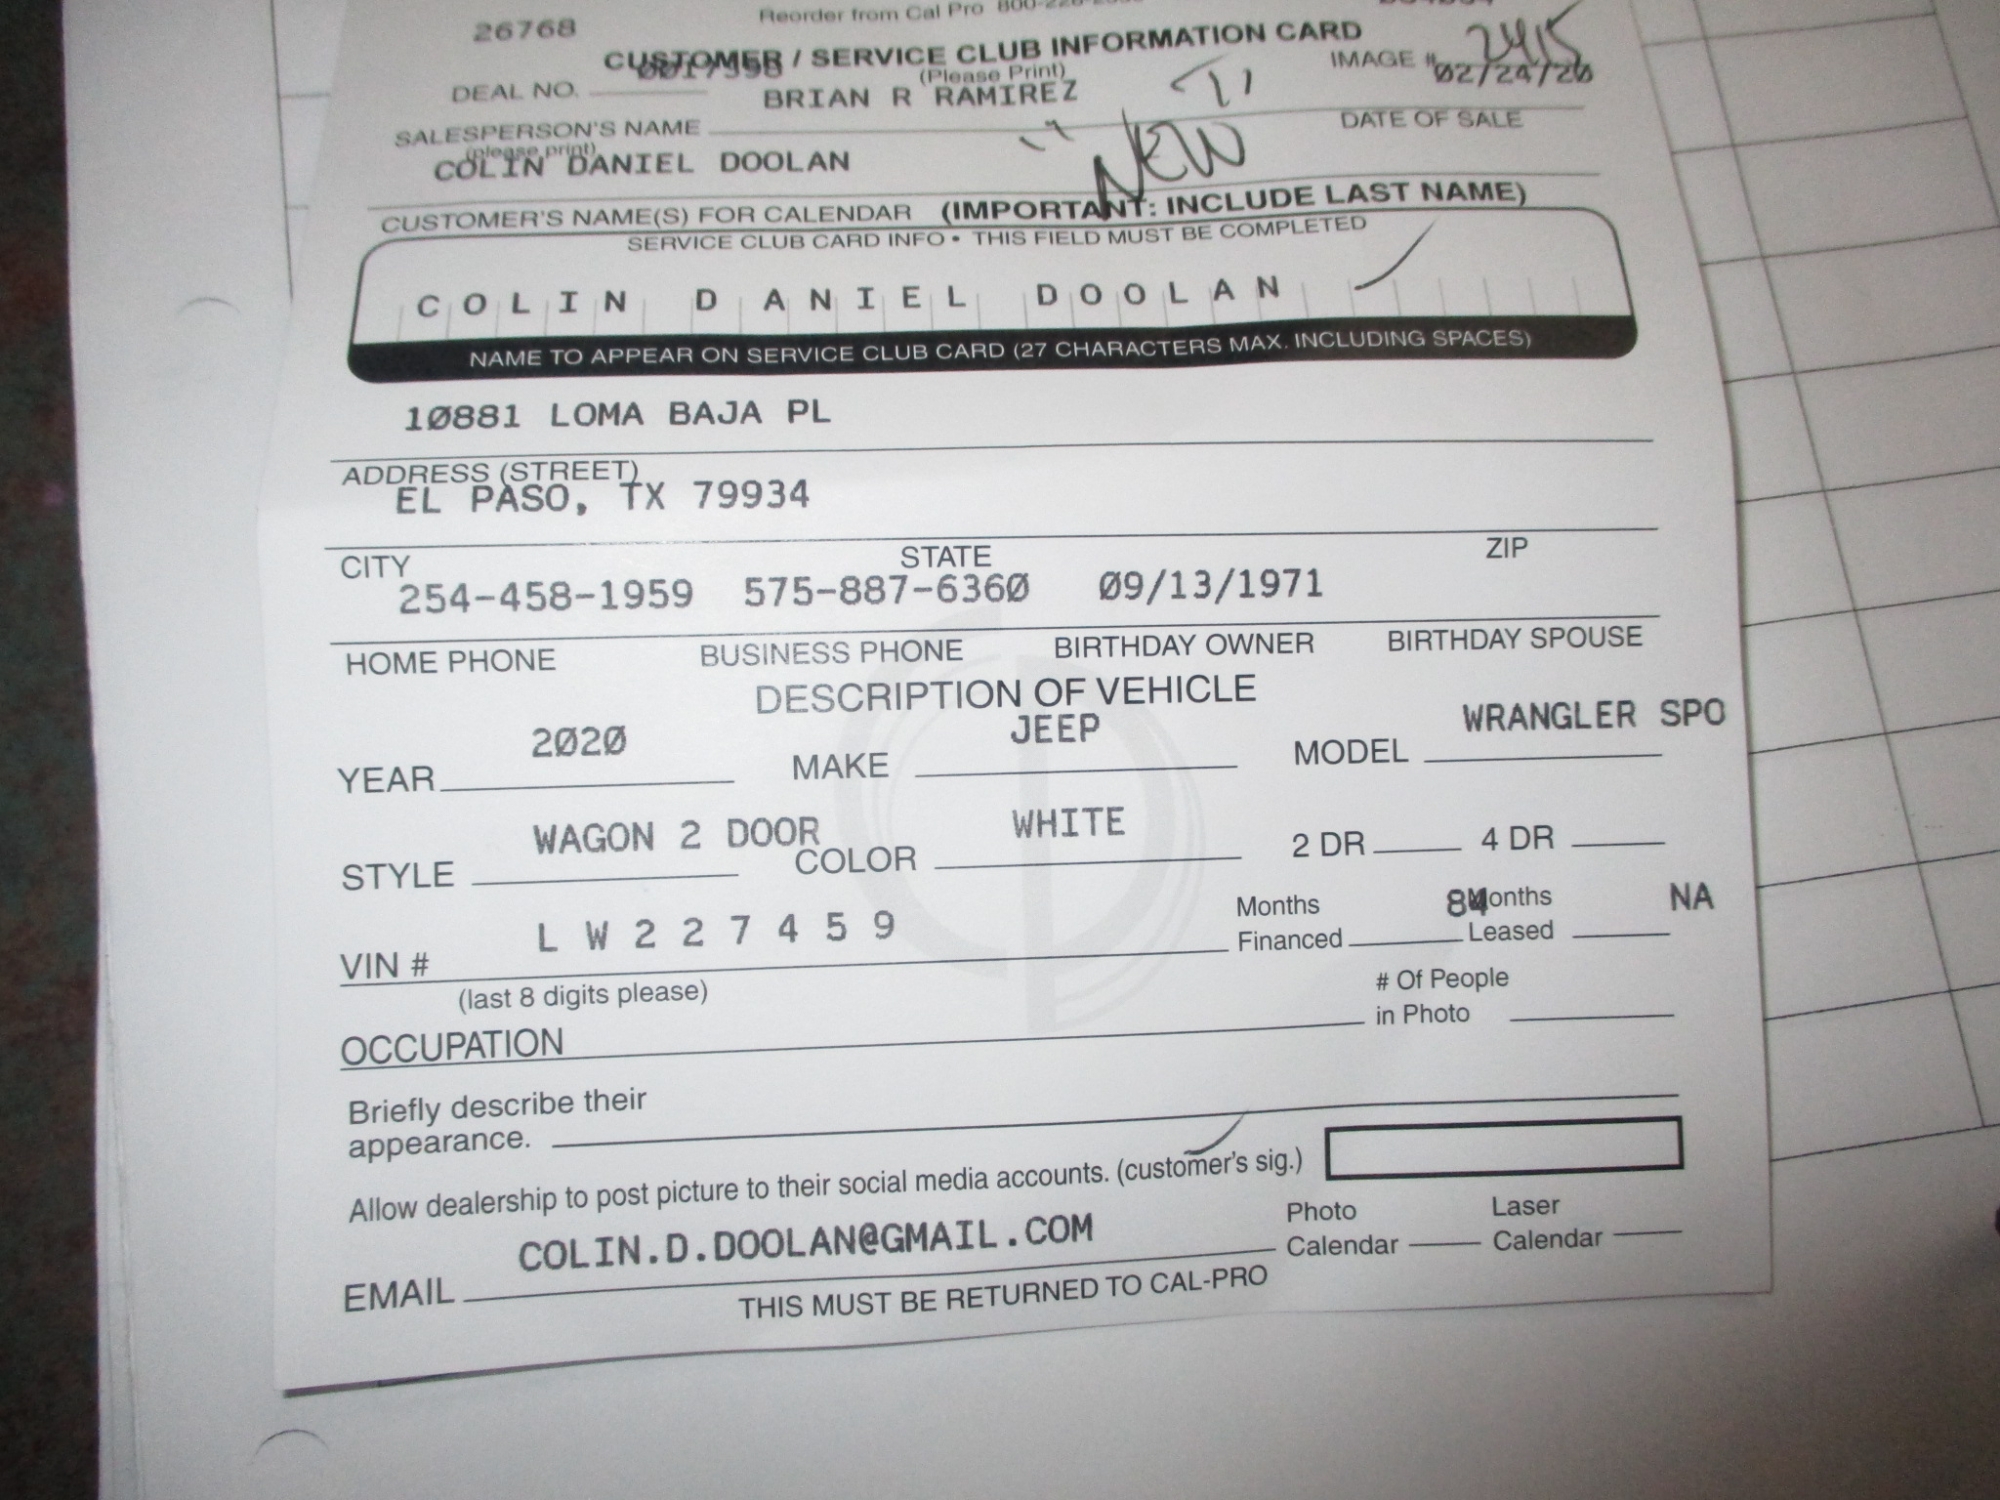 26768
Reorder from Cal Pro
CUSTOMER / SERVICE CLUB INFORMATION CARD
(Please Print)
IMAGE # 2415
02/24/20
DEAL NO.
BRIAN R RAMIREZ
SALESPERSON'S NAME
(please print)
DATE OF SALE
COLIN DANIEL DOOLAN
NEW
CUSTOMER'S NAME(S) FOR CALENDAR (IMPORTANT: INCLUDE LAST NAME)
SERVICE CLUB CARD INFO • THIS FIELD MUST BE COMPLETED
COLIN DANIEL DOOLAN
NAME TO APPEAR ON SERVICE CLUB CARD (27 CHARACTERS MAX. INCLUDING SPACES)
10881 LOMA BAJA PL
ADDRESS (STREET)
EL PASO, TX 79934
CITY STATE ZIP
254-458-1959 575-887-6360 09/13/1971
HOME PHONE BUSINESS PHONE BIRTHDAY OWNER BIRTHDAY SPOUSE
DESCRIPTION OF VEHICLE
YEAR 2020 MAKE JEEP MODEL WRANGLER SPO
STYLE WAGON 2 DOOR COLOR WHITE 2 DR 4 DR
VIN # L W 2 2 7 4 5 9
Months Financed 84 Months Leased NA
(last 8 digits please)
# Of People in Photo
OCCUPATION
Briefly describe their
appearance.
Allow dealership to post picture to their social media accounts. (customer's sig.)
EMAIL COLIN.D.DOOLAN@GMAIL.COM
Photo Calendar Laser Calendar
THIS MUST BE RETURNED TO CAL-PRO